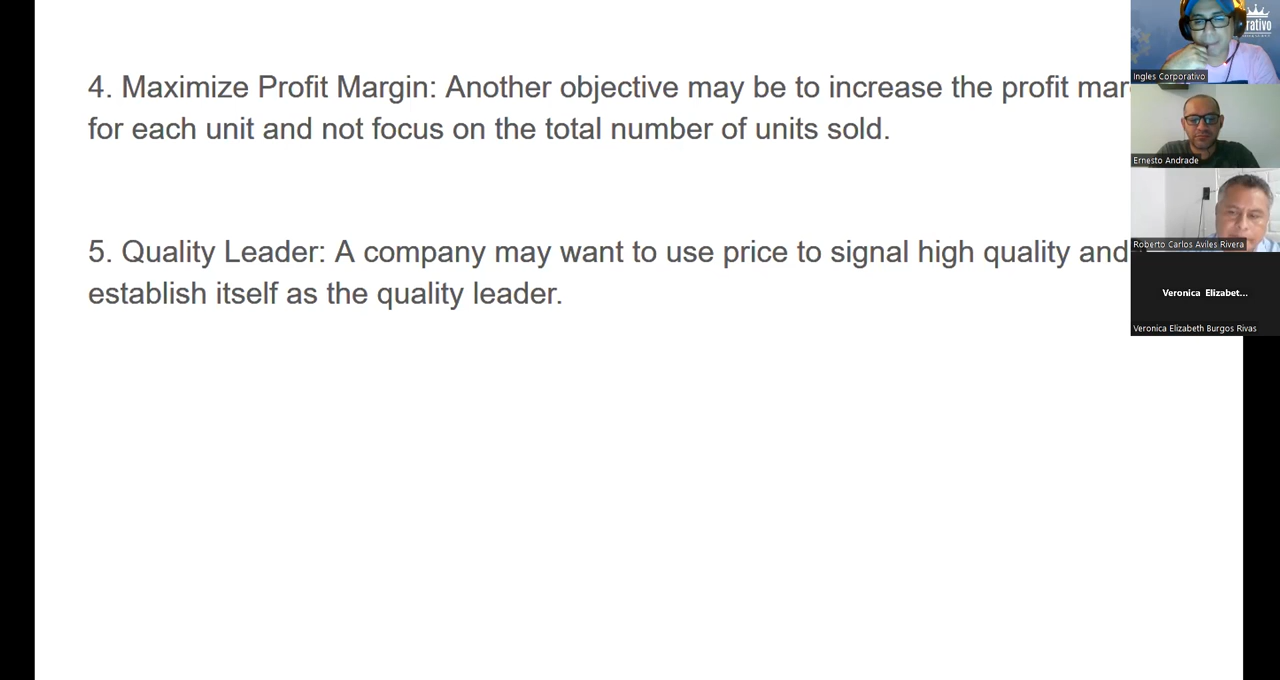 4. Maximize Profit Margin: Another objective may be to increase the profit
for each unit and not focus on the total number of units sold.
5. Quality Leader: A company may want to use price to signal high quality and
establish itself as the quality leader.
Ingles Corporativo
Ernesto Andrade
Roberto Carlos Aviles Rivera
Veronica Elizabet...
Veronica Elizabeth Burgos Rivas